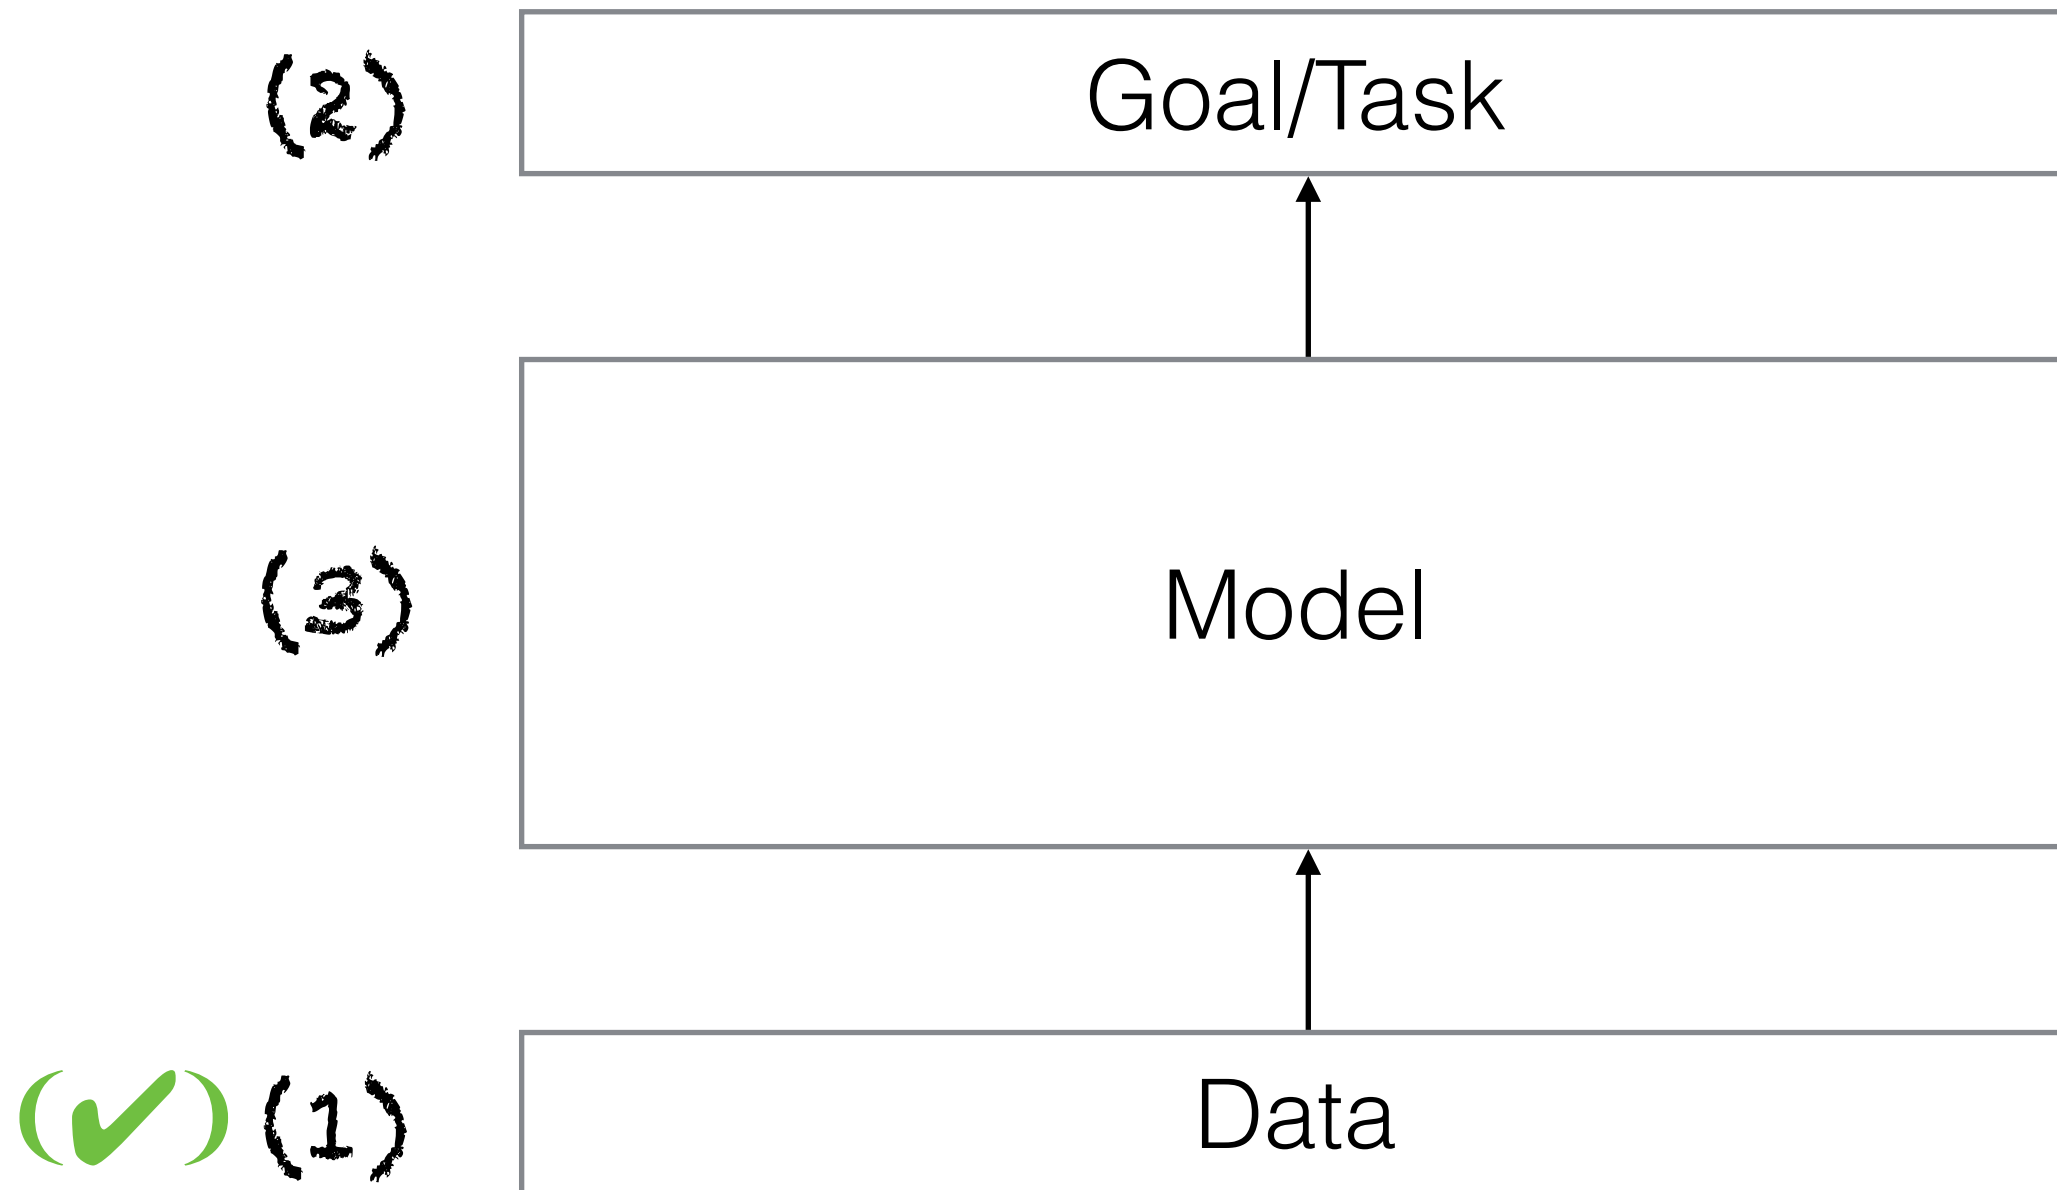 (2) Goal/Task
(3) Model
(✔) (1) Data